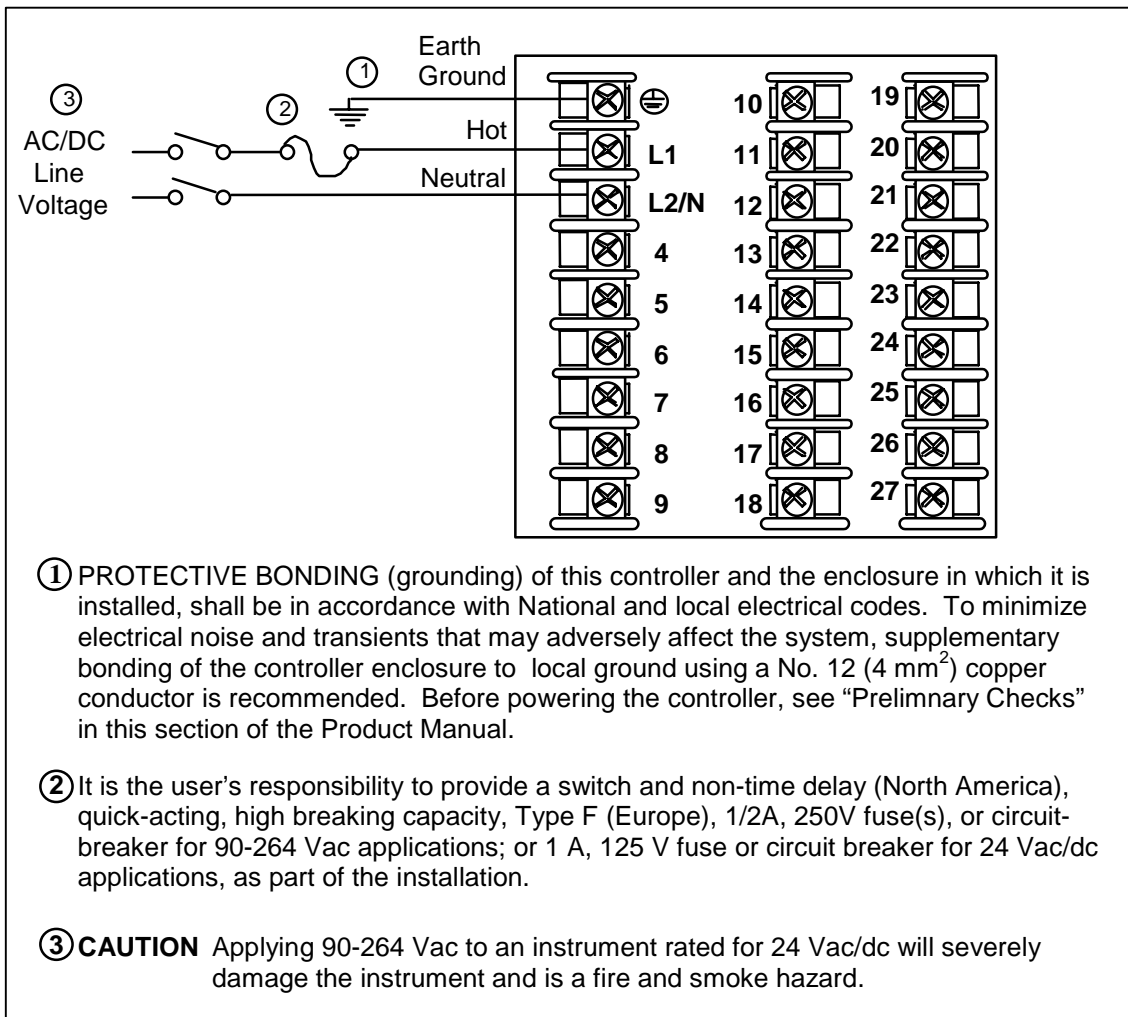 Earth
Ground
Hot
Neutral
①
②
③
AC/DC
Line
Voltage
L1
L2/N
4
5
6
7
8
9
10
11
12
13
14
15
16
17
18
19
20
21
22
23
24
25
26
27
① PROTECTIVE BONDING (grounding) of this controller and the enclosure in which it is
installed, shall be in accordance with National and local electrical codes. To minimize
electrical noise and transients that may adversely affect the system, supplementary
bonding of the controller enclosure to local ground using a No. 12 (4 mm²) copper
conductor is recommended. Before powering the controller, see “Prelimnary Checks”
in this section of the Product Manual.
② It is the user’s responsibility to provide a switch and non-time delay (North America),
quick-acting, high breaking capacity, Type F (Europe), 1/2A, 250V fuse(s), or circuit-
breaker for 90-264 Vac applications; or 1 A, 125 V fuse or circuit breaker for 24 Vac/dc
applications, as part of the installation.
③ CAUTION Applying 90-264 Vac to an instrument rated for 24 Vac/dc will severely
damage the instrument and is a fire and smoke hazard.